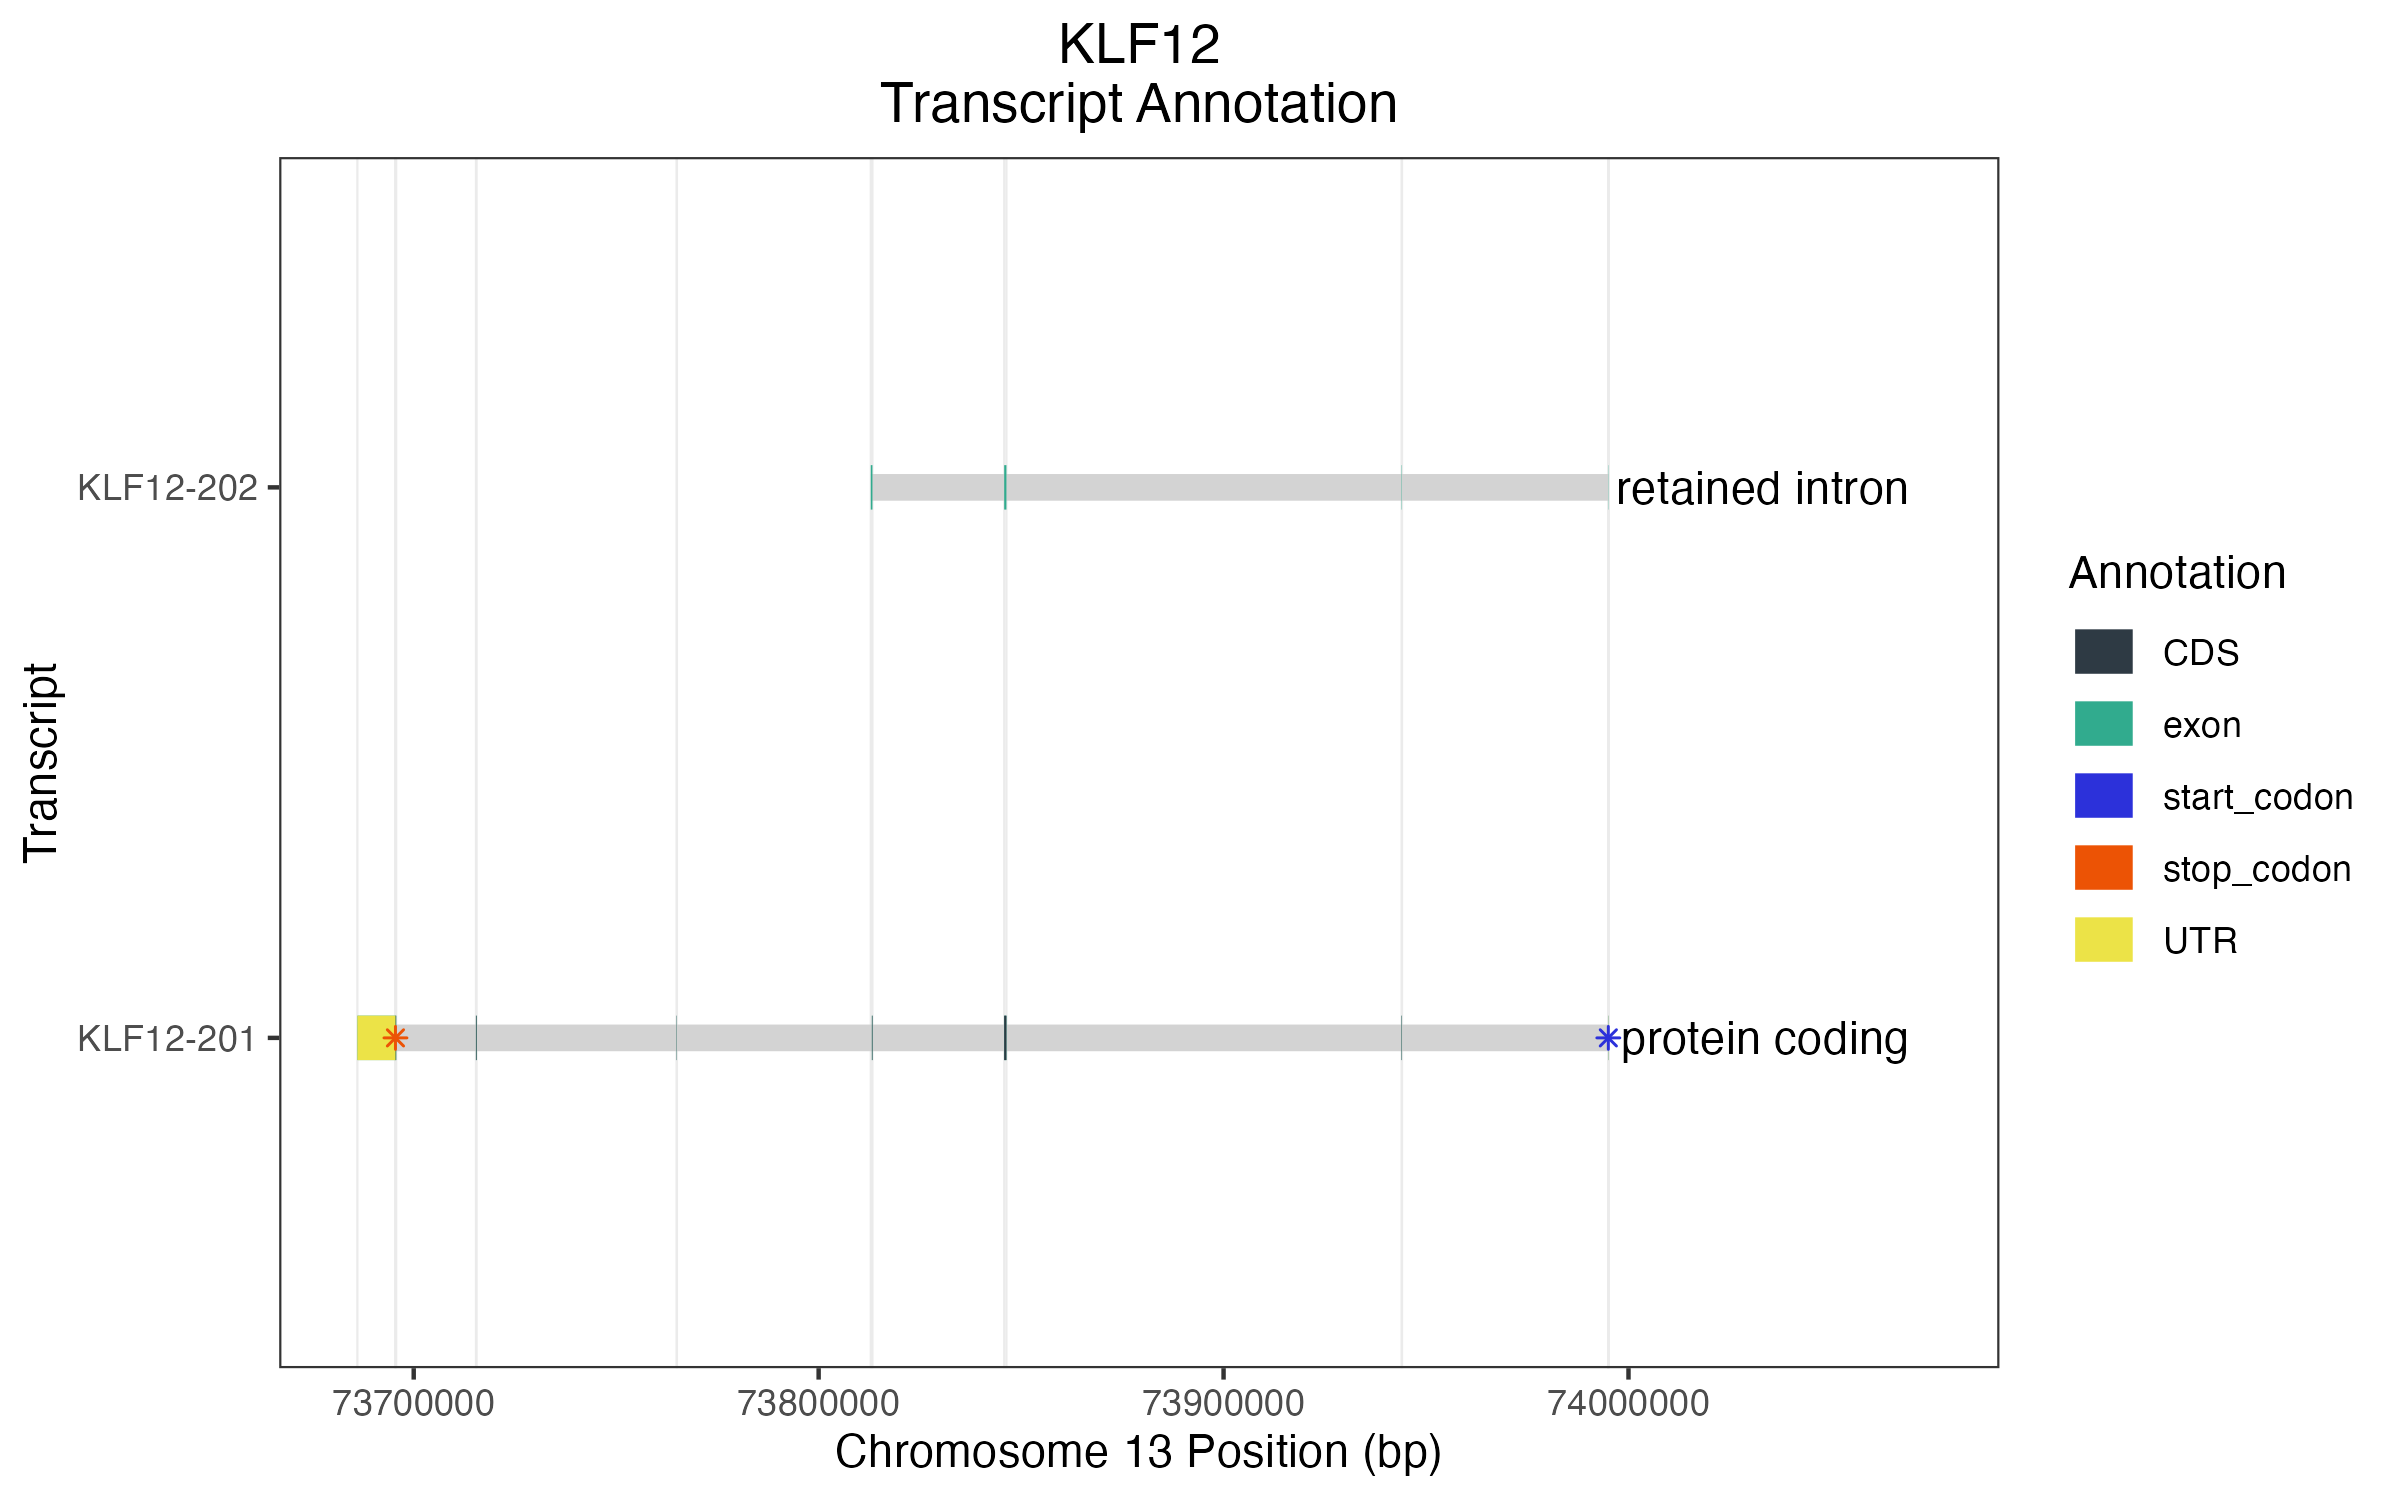 KLF12
Transcript Annotation
Transcript
KLF12-202
retained intron
KLF12-201
protein coding
73700000 73800000 73900000 74000000
Chromosome 13 Position (bp)
Annotation
CDS
exon
start_codon
stop_codon
UTR